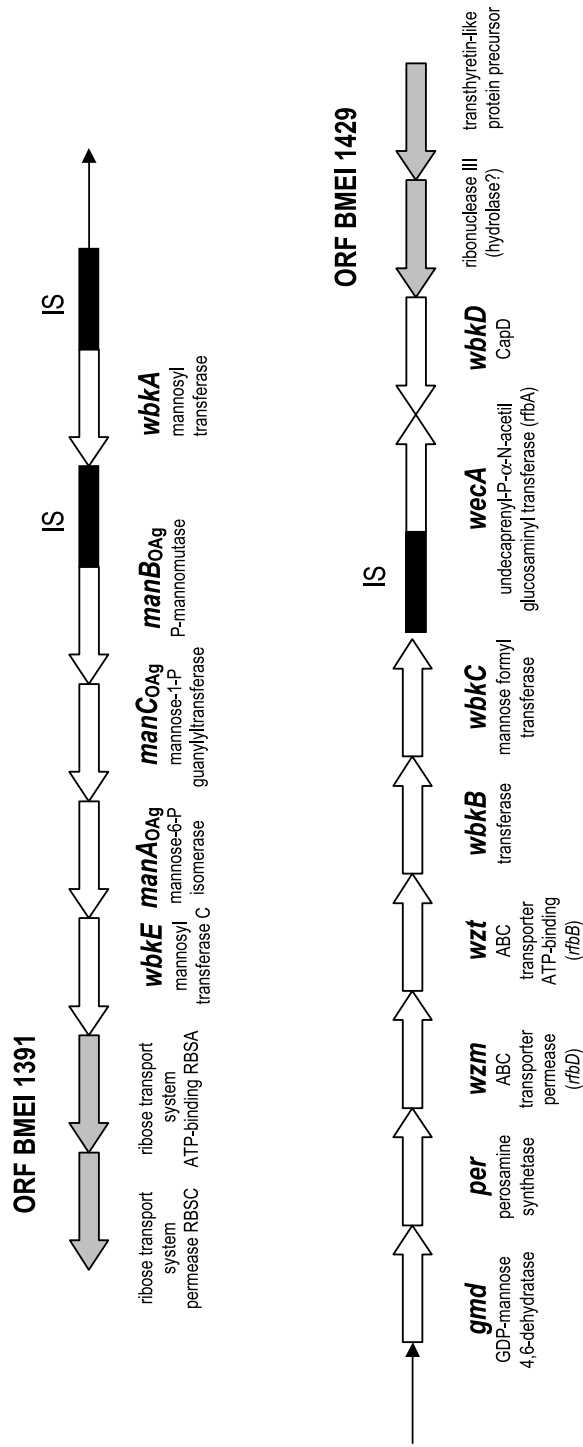 ORF BMEI 1391
ribose transport
system
permease RBSC
ribose transport
system
ATP-binding RBSA
wbkE
mannosyl
transferase C
manAOAg
mannose-6-P
isomerase
manCOAg
mannose-1-P
guanylyltransferase
manBOAg
P-mannomutase
IS
wbkA
mannosyl
transferase
IS
gmd
GDP-mannose
4,6-dehydratase
per
perosamine
synthetase
wzm
ABC
transporter
permease
(rfbD)
wzt
ABC
transporter
ATP-binding
(rfbB)
wbkB
transferase
wbkC
mannose formyl
transferase
IS
wecA
undecaprenyl-P-α-N-acetil
glucosaminyl transferase (rfbA)
wbkD
CapD
ORF BMEI 1429
ribonuclease III
(hydrolase?)
transthyretin-like
protein precursor